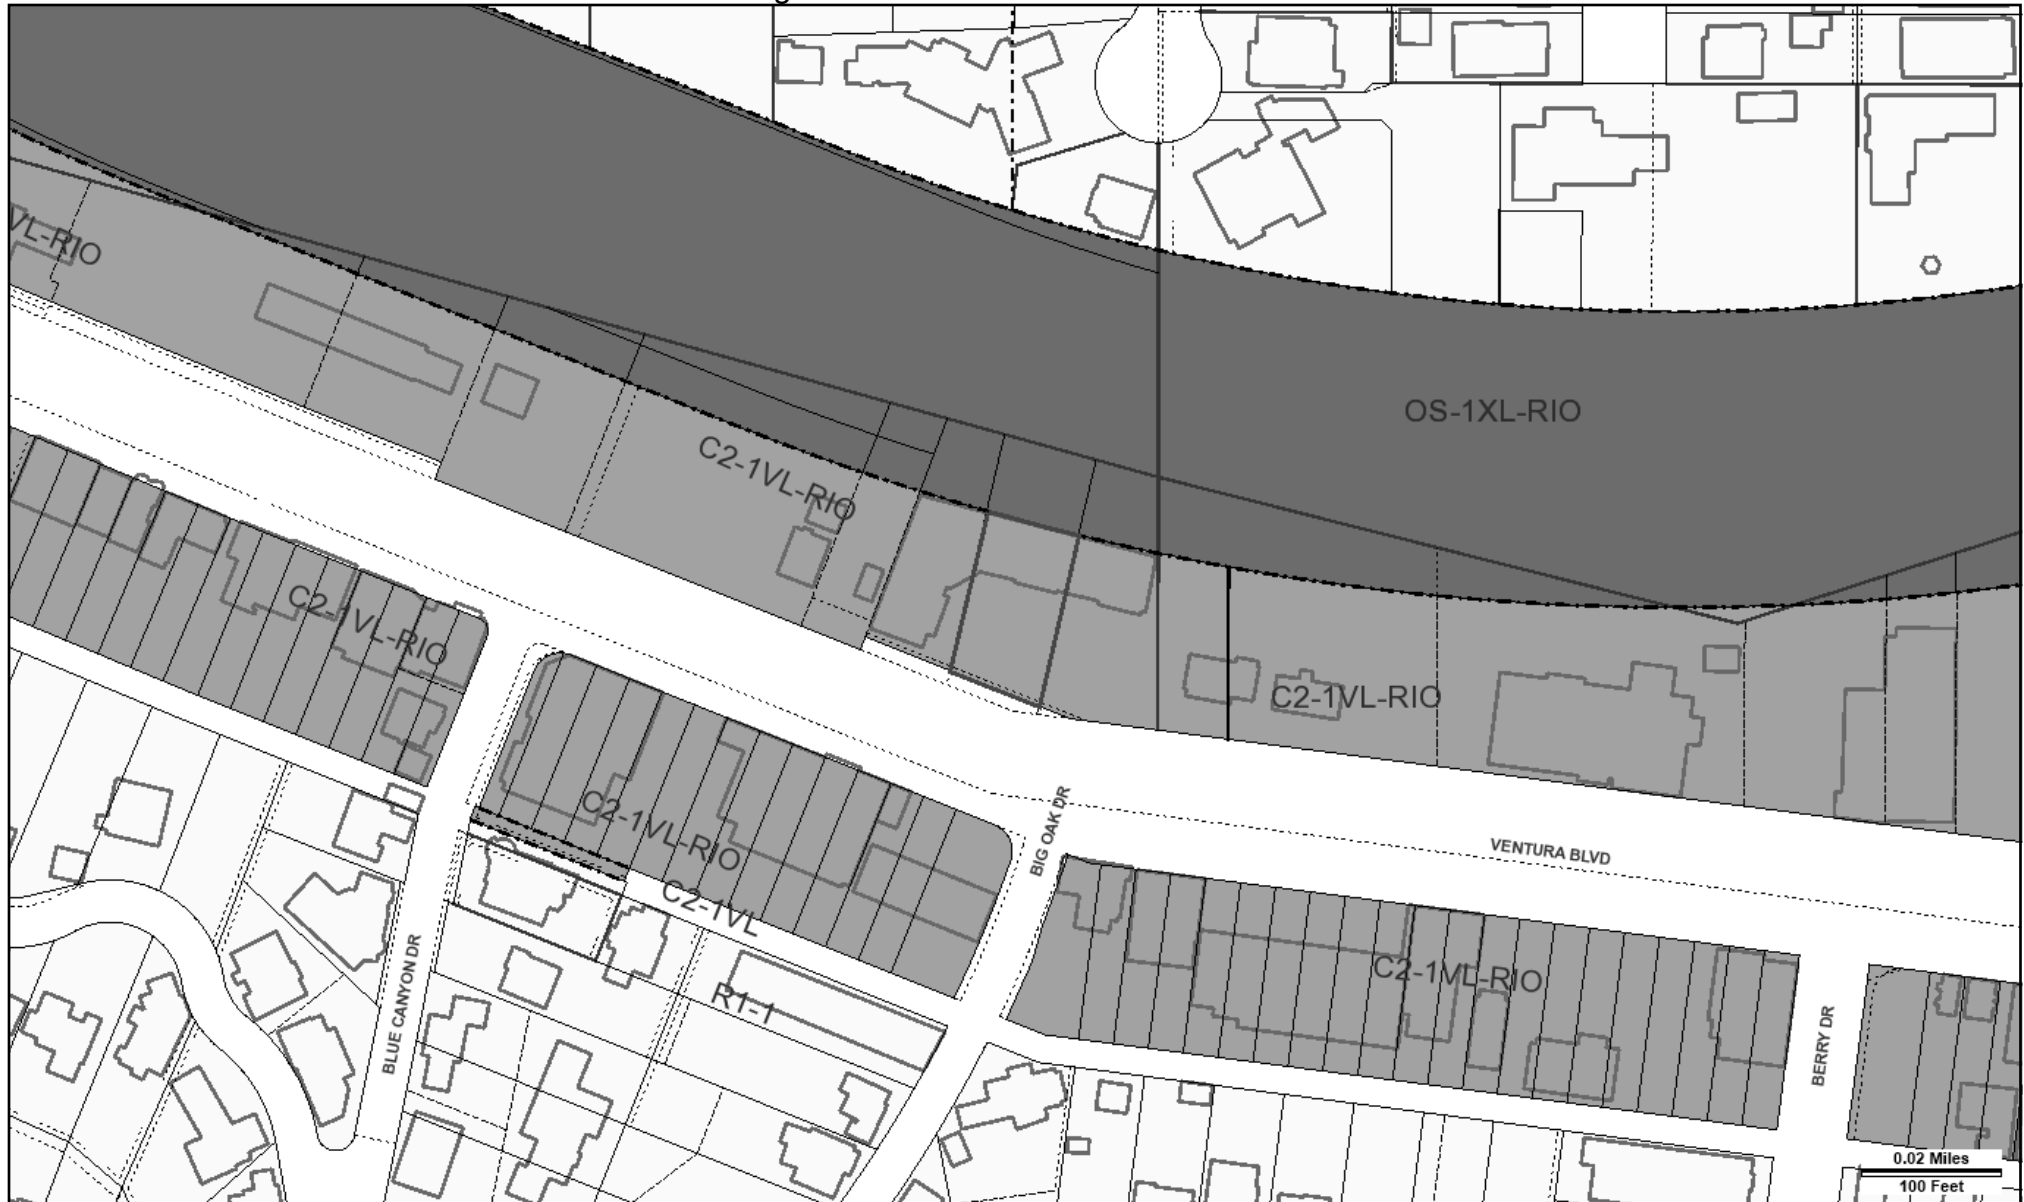 VL-RIO
OS-1XL-RIO
C2-1VL-RIO
C2-1VL-RIO
C2-1VL-RIO
C2-1VL-RIO
BIG OAK DR
VENTURA BLVD
C2-1VL
C2-1VL-RIO
R1-1
BLUE CANYON DR
BERRY DR
0.02 Miles
100 Feet